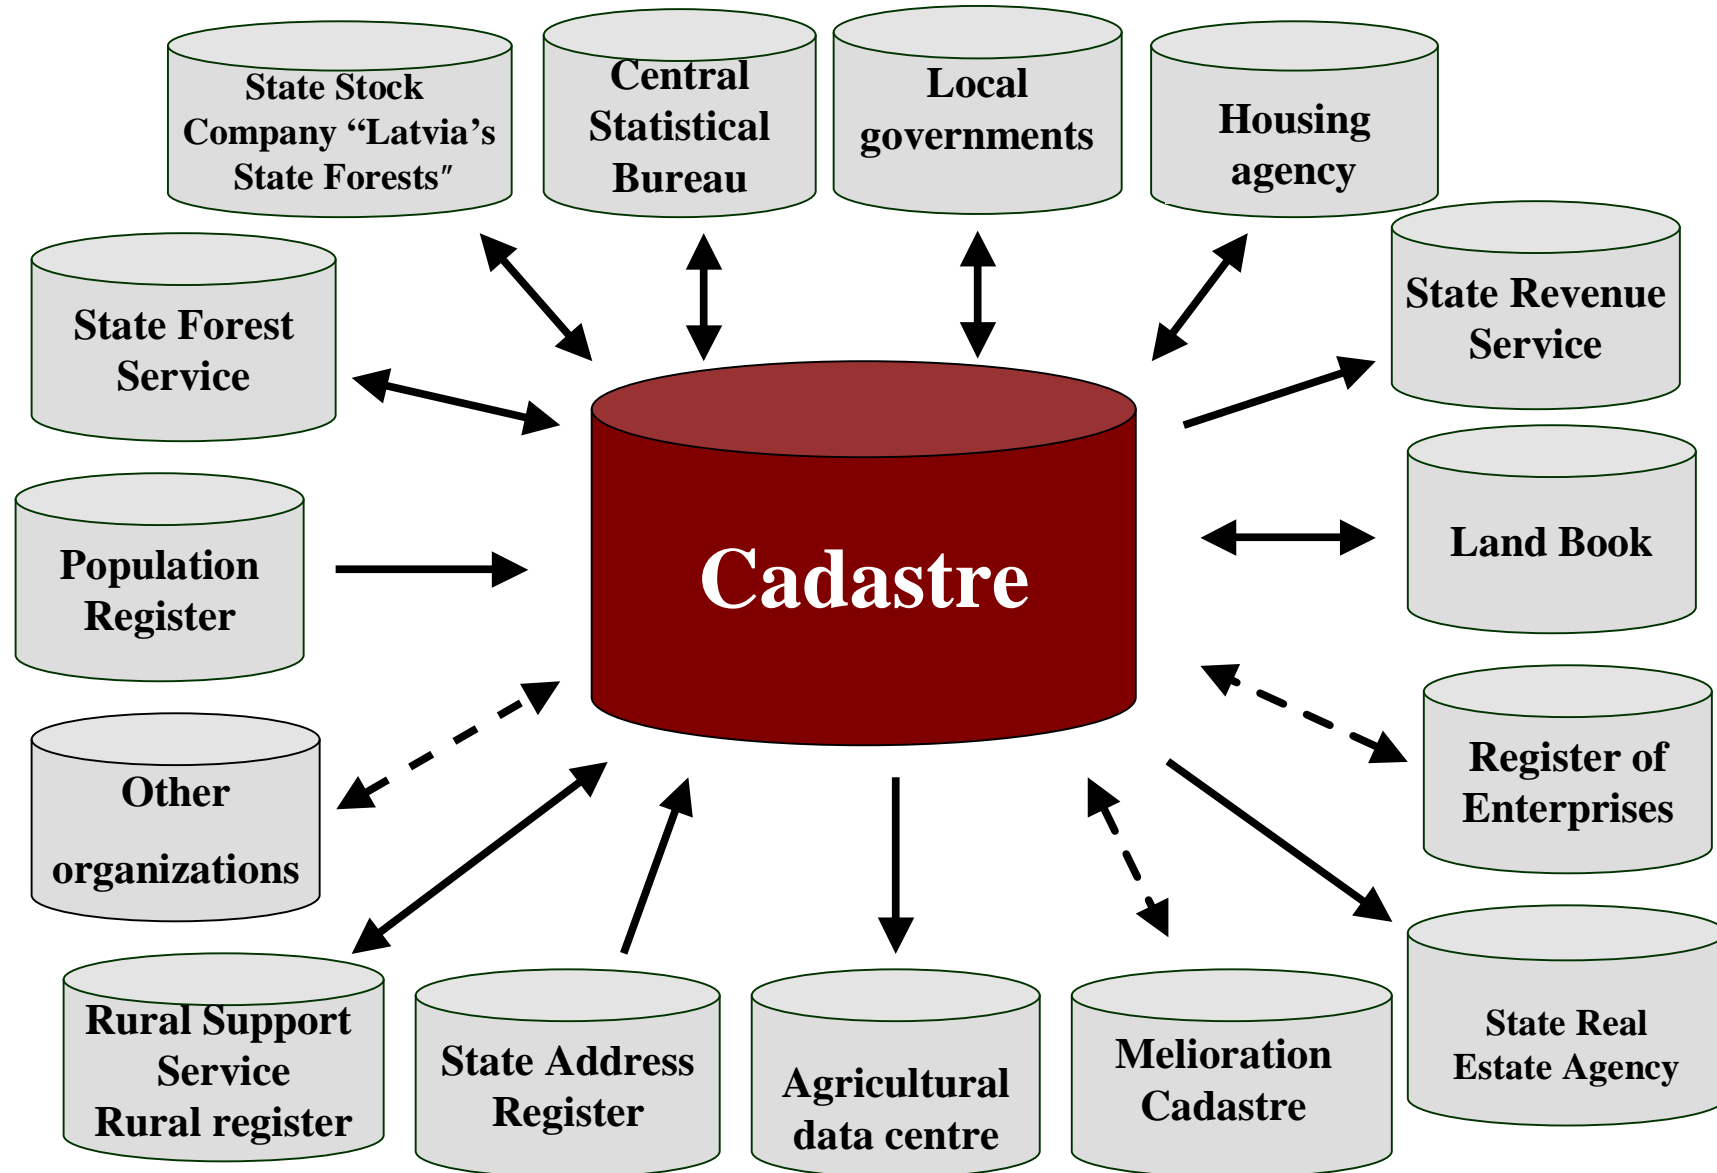 State Stock
Company “Latvia’s
State Forests"
Central
Statistical
Bureau
Local
governments
Housing
agency
State Revenue
Service
State Forest
Service
Land Book
Population
Register
Cadastre
Register of
Enterprises
Other
organizations
State Real
Estate Agency
Rural Support
Service
Rural register
State Address
Register
Agricultural
data centre
Melioration
Cadastre